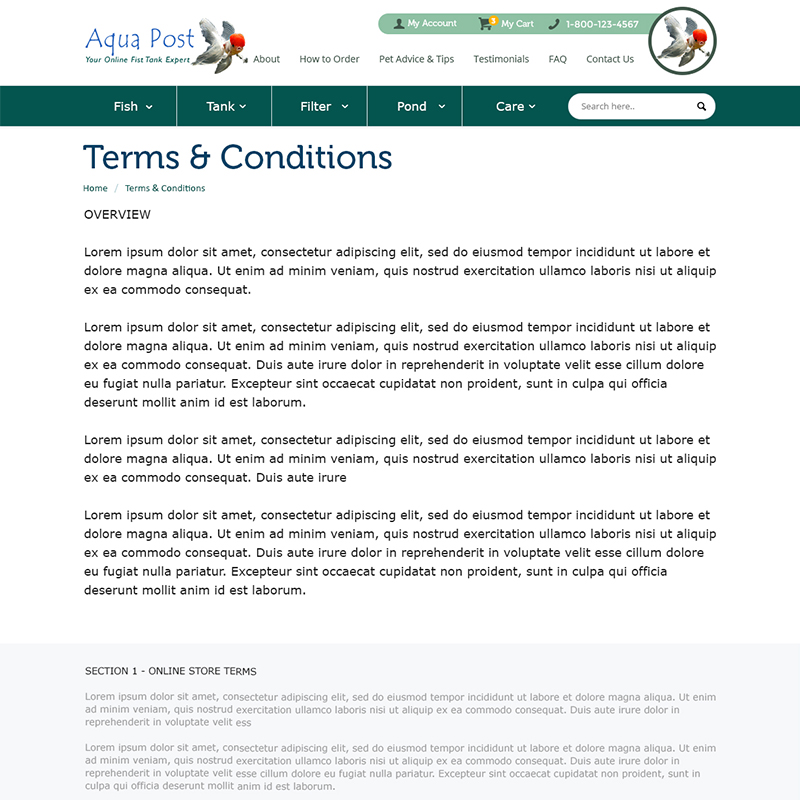 My Account 3 My Cart 1-800-123-4567
Aqua Post
Your Online Fist Tank Expert
About How to Order Pet Advice & Tips Testimonials FAQ Contact Us
Fish Tank Filter Pond Care Search here..
Terms & Conditions
Home / Terms & Conditions
OVERVIEW
Lorem ipsum dolor sit amet, consectetur adipiscing elit, sed do eiusmod tempor incididunt ut labore et
dolore magna aliqua. Ut enim ad minim veniam, quis nostrud exercitation ullamco laboris nisi ut aliquip
ex ea commodo consequat.
Lorem ipsum dolor sit amet, consectetur adipiscing elit, sed do eiusmod tempor incididunt ut labore et
dolore magna aliqua. Ut enim ad minim veniam, quis nostrud exercitation ullamco laboris nisi ut aliquip
ex ea commodo consequat. Duis aute irure dolor in reprehenderit in voluptate velit esse cillum dolore
eu fugiat nulla pariatur. Excepteur sint occaecat cupidatat non proident, sunt in culpa qui officia
deserunt mollit anim id est laborum.
Lorem ipsum dolor sit amet, consectetur adipiscing elit, sed do eiusmod tempor incididunt ut labore et
dolore magna aliqua. Ut enim ad minim veniam, quis nostrud exercitation ullamco laboris nisi ut aliquip
ex ea commodo consequat. Duis aute irure
Lorem ipsum dolor sit amet, consectetur adipiscing elit, sed do eiusmod tempor incididunt ut labore et
dolore magna aliqua. Ut enim ad minim veniam, quis nostrud exercitation ullamco laboris nisi ut aliquip
ex ea commodo consequat. Duis aute irure dolor in reprehenderit in voluptate velit esse cillum dolore
eu fugiat nulla pariatur. Excepteur sint occaecat cupidatat non proident, sunt in culpa qui officia
deserunt mollit anim id est laborum.
SECTION 1 - ONLINE STORE TERMS
Lorem ipsum dolor sit amet, consectetur adipiscing elit, sed do eiusmod tempor incididunt ut labore et dolore magna aliqua. Ut enim
ad minim veniam, quis nostrud exercitation ullamco laboris nisi ut aliquip ex ea commodo consequat. Duis aute irure dolor in
reprehenderit in voluptate velit ess
Lorem ipsum dolor sit amet, consectetur adipiscing elit, sed do eiusmod tempor incididunt ut labore et dolore magna aliqua. Ut enim
ad minim veniam, quis nostrud exercitation ullamco laboris nisi ut aliquip ex ea commodo consequat. Duis aute irure dolor in
reprehenderit in voluptate velit esse cillum dolore eu fugiat nulla pariatur. Excepteur sint occaecat cupidatat non proident, sunt in
culpa qui officia deserunt mollit anim id est laborum.